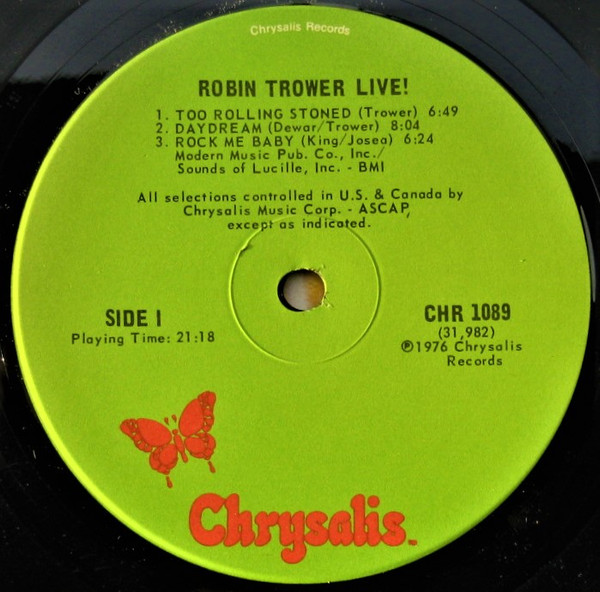 Chrysalis Records
ROBIN TROWER LIVE!
1. TOO ROLLING STONED (Trower) 6:49
2. DAYDREAM (Dewar/Trower) 8:04
3. ROCK ME BABY (King/Josea) 6:24
Modern Music Pub. Co., Inc./
Sounds of Lucille, Inc. - BMI
All selections controlled in U.S. & Canada by
Chrysalis Music Corp. - ASCAP,
except as indicated.
SIDE I
Playing Time: 21:18
CHR 1089
(31,982)
℗1976 Chrysalis
Records
Chrysalis